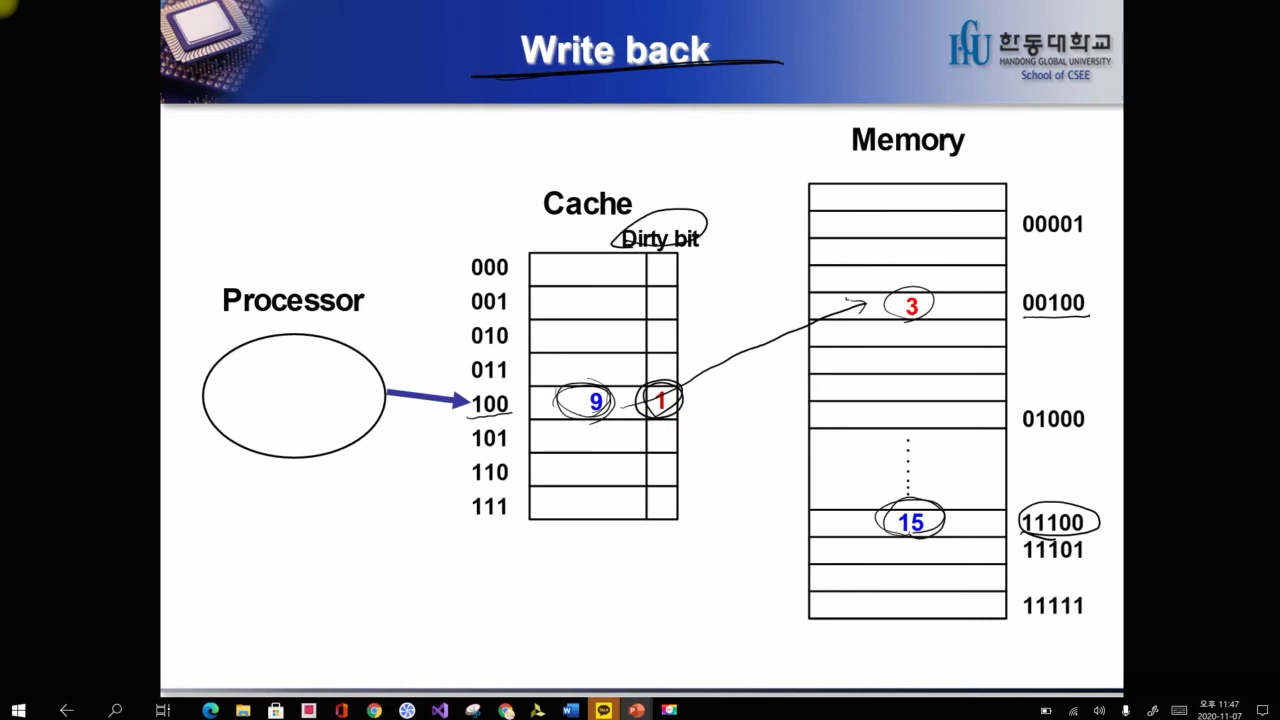 Write back
한동대학교
HANDONG GLOBAL UNIVERSITY
School of CSEE
Memory
Cache
Dirty bit
Processor
000
001
010
011
100 9 1
101
110
111
00001
3 00100
01000
15 11100
11101
11111
오후 11:47
2020-11-07